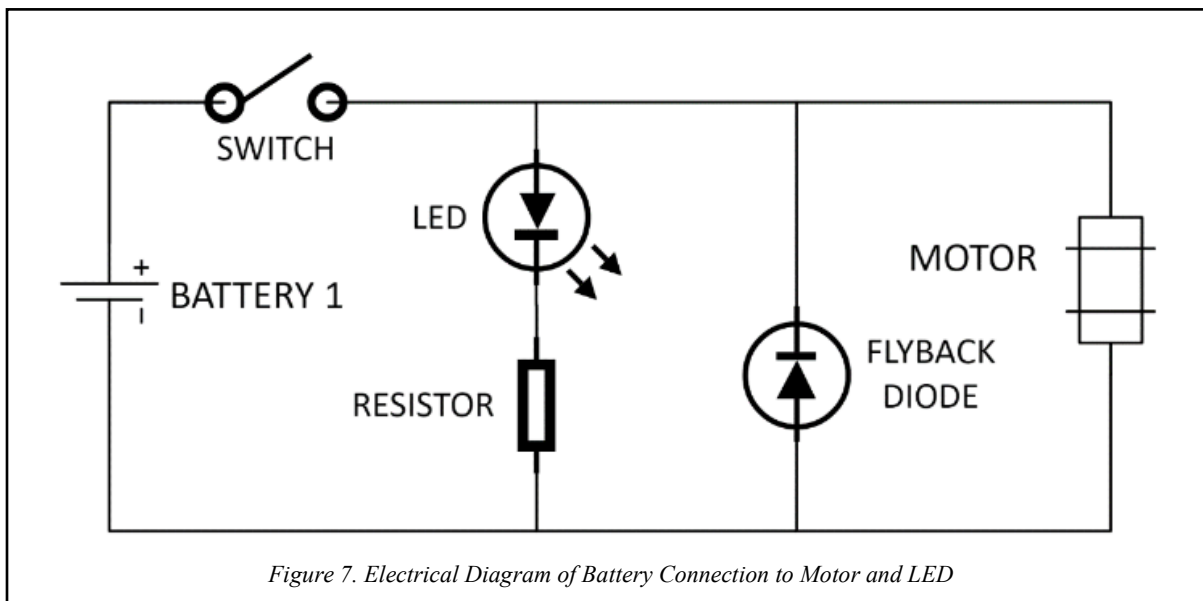 SWITCH
LED
MOTOR
+
BATTERY 1
–
FLYBACK
DIODE
RESISTOR
Figure 7. Electrical Diagram of Battery Connection to Motor and LED